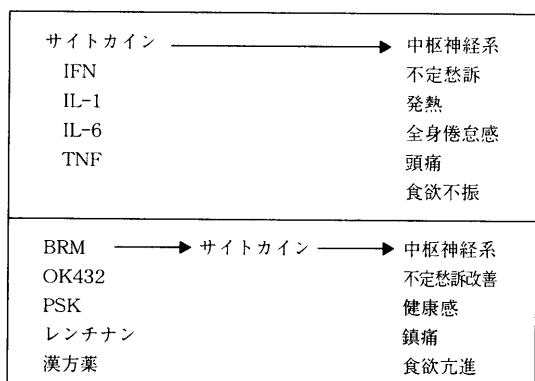 サイトカイン → 中枢神経系
IFN 不定愁訴
IL-1 発熱
IL-6 全身倦怠感
TNF 頭痛
食欲不振
BRM → サイトカイン → 中枢神経系
OK432 不定愁訴改善
PSK 健康感
レンチナン 鎮痛
漢方薬 食欲亢進